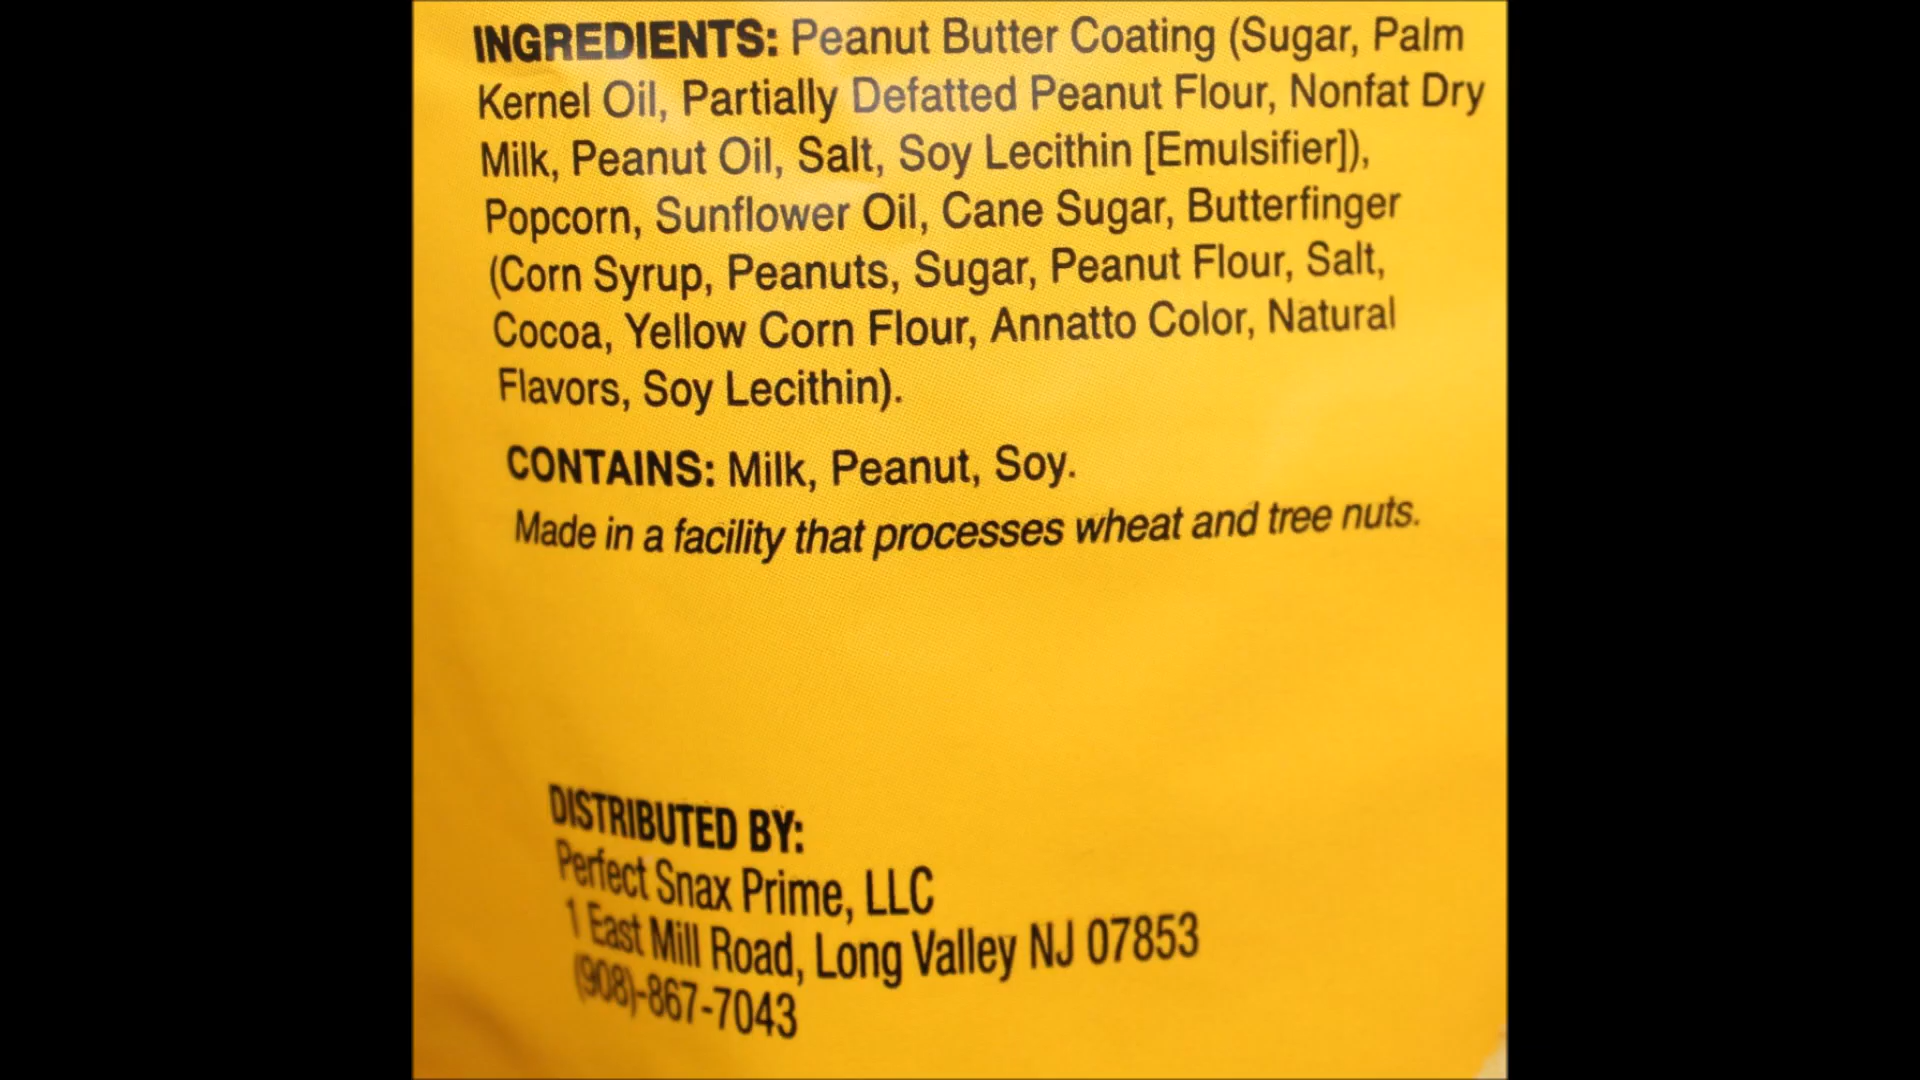 INGREDIENTS: Peanut Butter Coating (Sugar, Palm
Kernel Oil, Partially Defatted Peanut Flour, Nonfat Dry
Milk, Peanut Oil, Salt, Soy Lecithin [Emulsifier]),
Popcorn, Sunflower Oil, Cane Sugar, Butterfinger
(Corn Syrup, Peanuts, Sugar, Peanut Flour, Salt,
Cocoa, Yellow Corn Flour, Annatto Color, Natural
Flavors, Soy Lecithin).
CONTAINS: Milk, Peanut, Soy.
Made in a facility that processes wheat and tree nuts.
DISTRIBUTED BY:
Perfect Snax Prime, LLC
1 East Mill Road, Long Valley NJ 07853
(908)-867-7043